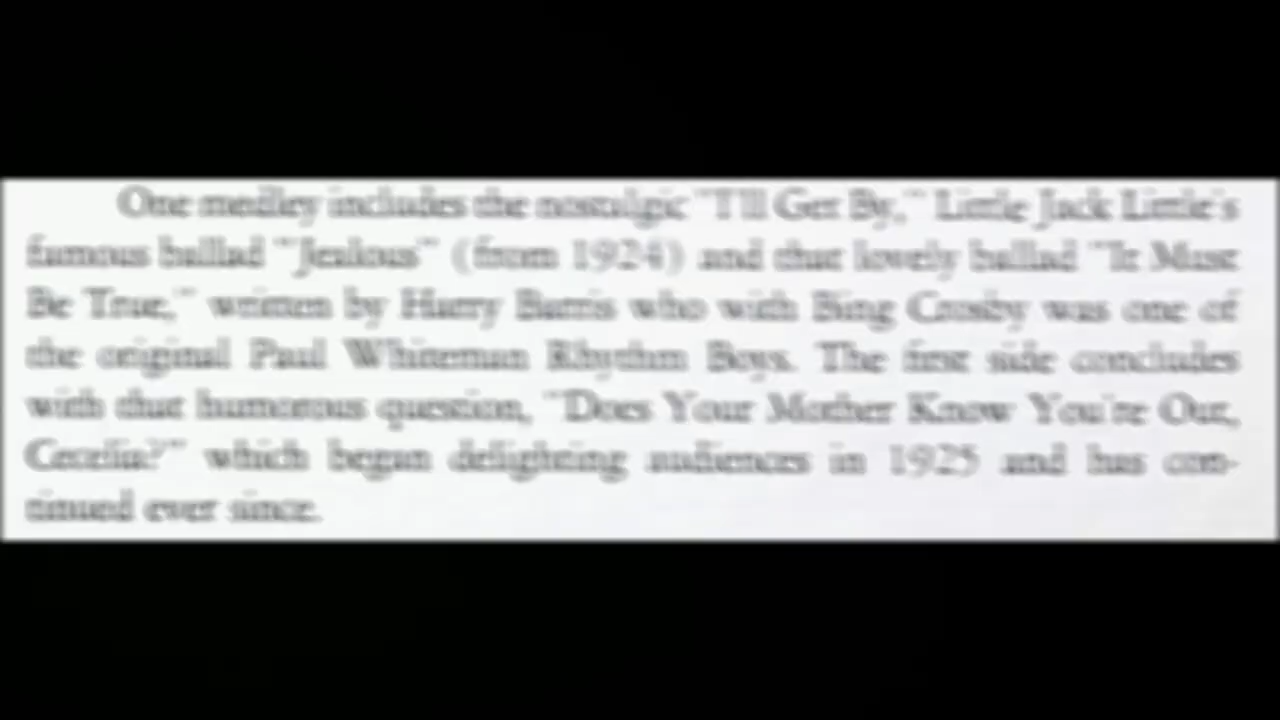 One medley includes the nostalgic "I'll Get By," Little Jack Little's
famous ballad "Jealous" (from 1924) and that lovely ballad "It Must
Be True," written by Harry Barris who with Bing Crosby was one of
the original Paul Whiteman Rhythm Boys. The first side concludes
with that humorous question, "Does Your Mother Know You're Out,
Cecelia?" which began delighting audiences in 1925 and has con-
tinued ever since.